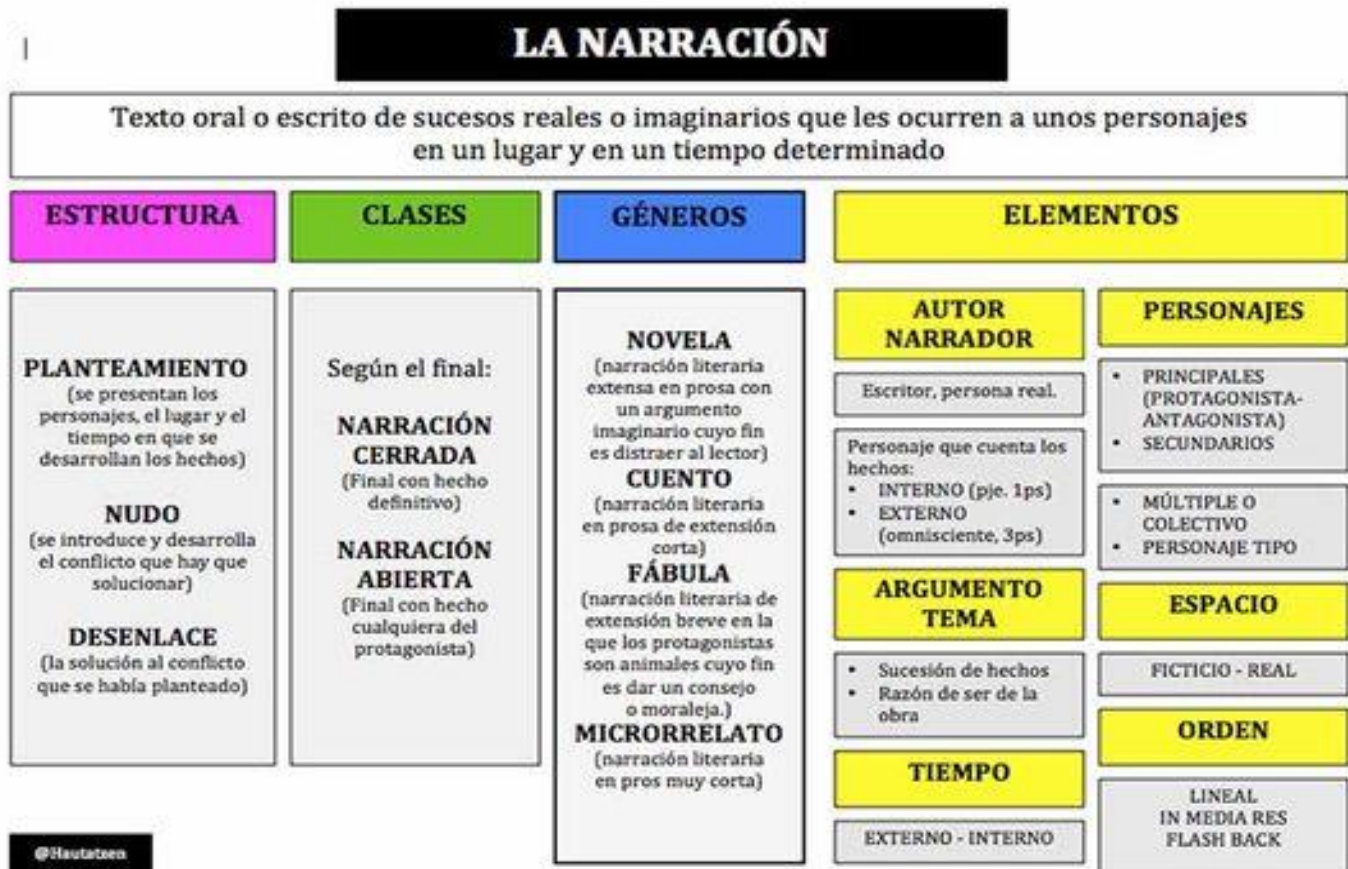 LA NARRACIÓN
Texto oral o escrito de sucesos reales o imaginarios que les ocurren a unos personajes
en un lugar y en un tiempo determinado
ESTRUCTURA
PLANTEAMIENTO
(se presentan los
personajes, el lugar y el
tiempo en que se
desarrollan los hechos)
NUDO
(se introduce y desarrolla
el conflicto que hay que
solucionar)
DESENLACE
(la solución al conflicto
que se había planteado)
CLASES
Según el final:
NARRACIÓN
CERRADA
(Final con hecho
definitivo)
NARRACIÓN
ABIERTA
(Final con hecho
cualquiera del
protagonista)
GÉNEROS
NOVELA
(narración literaria
extensa en prosa con
un argumento
imaginario cuyo fin
es distraer al lector)
CUENTO
(narración literaria
en prosa de extensión
corta)
FÁBULA
(narración literaria de
extensión breve en la
que los protagonistas
son animales cuyo fin
es dar un consejo
o moraleja.)
MICRORRELATO
(narración literaria
en pros muy corta)
ELEMENTOS
AUTOR
NARRADOR
Escritor, persona real.
Personaje que cuenta los
hechos:
• INTERNO (pje. 1ps)
• EXTERNO
(omnisciente, 3ps)
ARGUMENTO
TEMA
• Sucesión de hechos
• Razón de ser de la
obra
TIEMPO
EXTERNO - INTERNO
PERSONAJES
• PRINCIPALES
(PROTAGONISTA-
ANTAGONISTA)
• SECUNDARIOS
• MÚLTIPLE O
COLECTIVO
• PERSONAJE TIPO
ESPACIO
FICTICIO - REAL
ORDEN
LINEAL
IN MEDIA RES
FLASH BACK
@Hautatzen